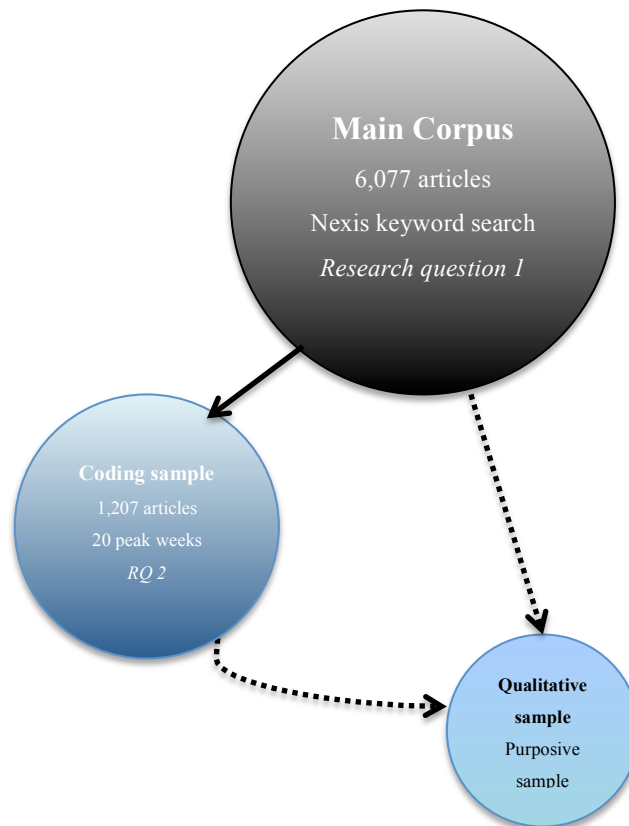 Main Corpus
6,077 articles
Nexis keyword search
Research question 1
Coding sample
1,207 articles
20 peak weeks
RQ 2
Qualitative
sample
Purposive
sample